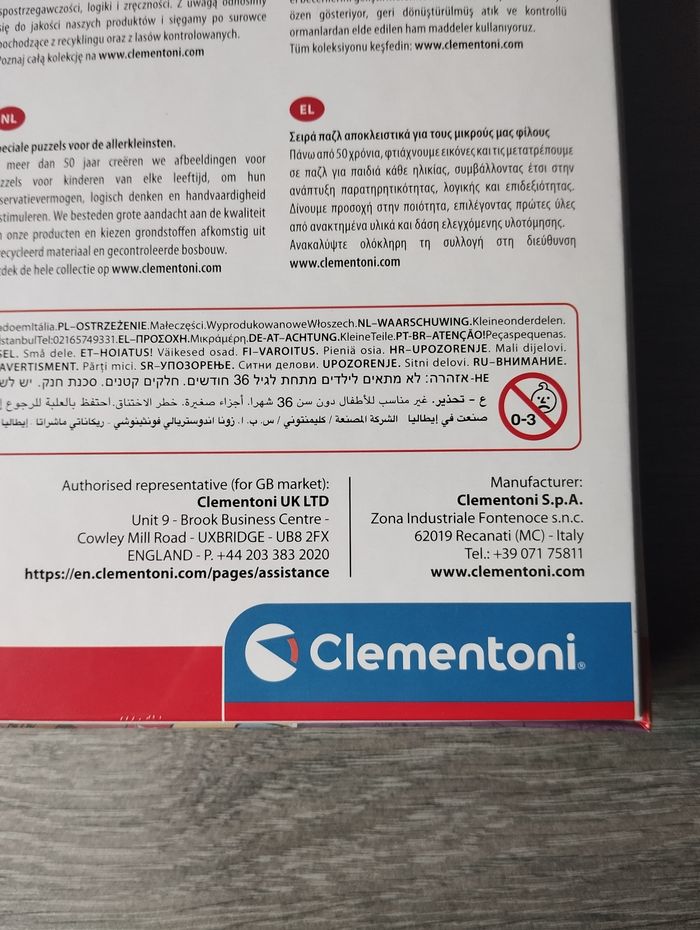 spostrzegawczości, logiki i zręczności. Z uwagą odnosimy
się do jakości naszych produktów i sięgamy po surowce
pochodzące z recyklingu oraz z lasów kontrolowanych.
Poznaj całą kolekcję na www.clementoni.com
özen gösteriyor, geri dönüştürülmüş atık ve kontrollü
ormanlardan elde edilen ham maddeler kullanıyoruz.
Tüm koleksiyonu keşfedin: www.clementoni.com
NL
peciale puzzels voor de allerkleinsten.
meer dan 50 jaar creëren we afbeeldingen voor
zzels voor kinderen van elke leeftijd, om hun
servatievermogen, logisch denken en handvaardigheid
stimuleren. We besteden grote aandacht aan de kwaliteit
n onze producten en kiezen grondstoffen afkomstig uit
recycleerd materiaal en gecontroleerde bosbouw.
tdek de hele collectie op www.clementoni.com
EL
Σειρά παζλ αποκλειστικά για τους μικρούς μας φίλους
Πάνω από 50 χρόνια, φτιάχνουμε εικόνες και τις μετατρέπουμε
σε παζλ για παιδιά κάθε ηλικίας, συμβάλλοντας έτσι στην
ανάπτυξη παρατηρητικότητας, λογικής και επιδεξιότητας.
Δίνουμε προσοχή στην ποιότητα, επιλέγοντας πρώτες ύλες
από ανακτημένα υλικά και δάση ελεγχόμενης υλοτόμησης.
Ανακαλύψτε ολόκληρη τη συλλογή στη διεύθυνση
www.clementoni.com
adoemItália.PL–OSTRZEŻENIE.Małeczęści.WyprodukowanoweWłoszech.NL–WAARSCHUWING.Kleineonderdelen.
İstanbulTel:02165749331.EL–ΠΡΟΣΟΧΗ.Μικράμέρη.DE-AT–ACHTUNG.KleineTeile.PT-BR–ATENÇÃO!Peçaspequenas.
SEL. Små dele. ET–HOIATUS! Väikesed osad. FI–VAROITUS. Pieniä osia. HR–UPOZORENJE. Mali dijelovi.
AVERTISMENT. Părți mici. SR–УПОЗОРЕЊЕ. Ситни делови. UPOZORENJE. Sitni delovi. RU–ВНИМАНИЕ.
HE-אזהרה: לא מתאים לילדים מתחת לגיל 36 חודשים. חלקים קטנים. סכנת חנק. יש לש
ع – تحذير. غير مناسب للأطفال دون سن 36 شهرا. أجزاء صغيرة. خطر الاختناق. احتفظ بالعلبة للرجوع إ
صنعت في إيطاليا الشركة المصنعة / كليمنتوني / س. ب. ا. زونا اندوستريالي فونتينوشي - ريكاناتي ماشراتا - إيطاليا
0-3
Authorised representative (for GB market):
Clementoni UK LTD
Unit 9 - Brook Business Centre -
Cowley Mill Road - UXBRIDGE - UB8 2FX
ENGLAND - P. +44 203 383 2020
https://en.clementoni.com/pages/assistance
Manufacturer:
Clementoni S.p.A.
Zona Industriale Fontenoce s.n.c.
62019 Recanati (MC) - Italy
Tel.: +39 071 75811
www.clementoni.com
Clementoni®